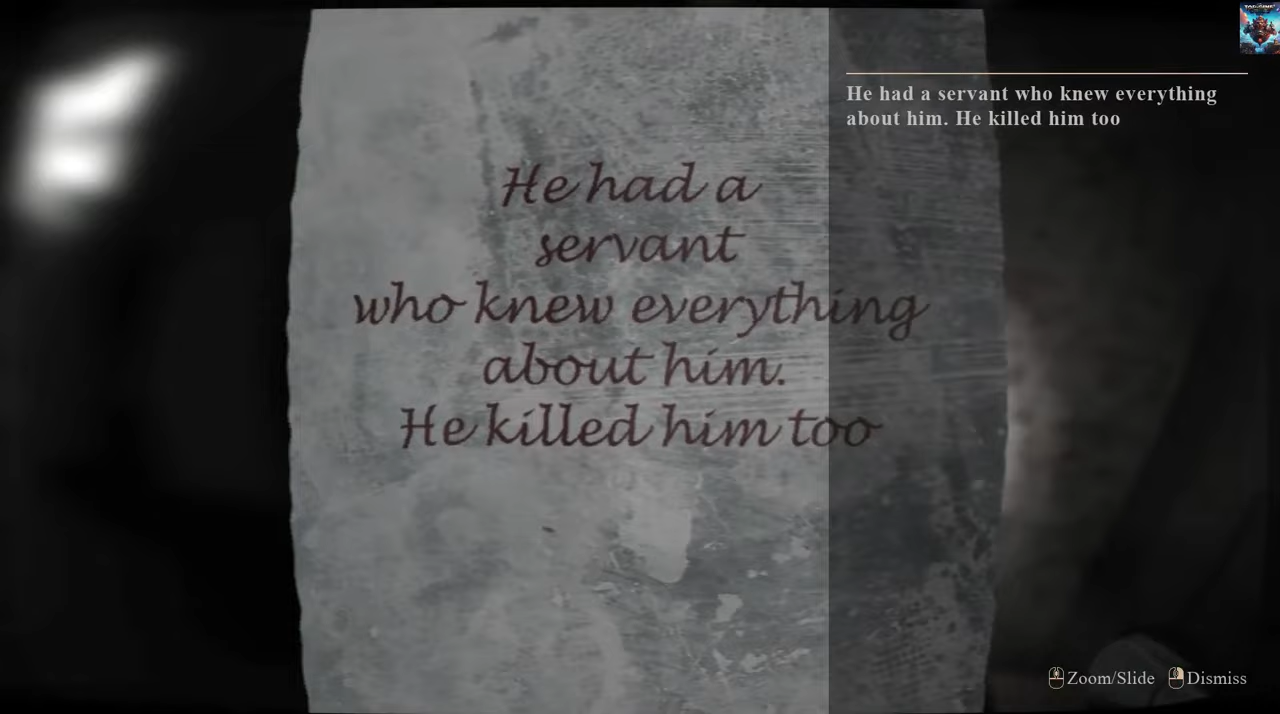 He had a
servant
who knew everything
about him.
He killed him too
He had a servant who knew everything
about him. He killed him too
Zoom/Slide
Dismiss